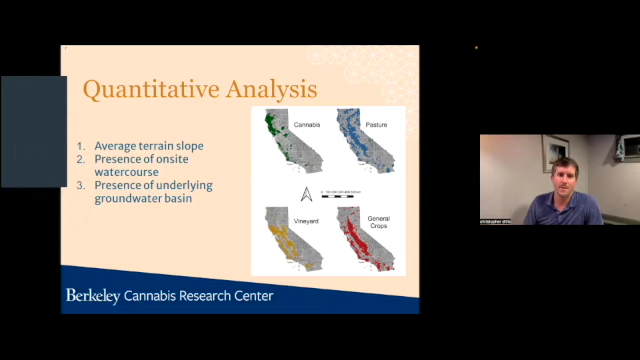 Quantitative Analysis
1. Average terrain slope
2. Presence of onsite
watercourse
3. Presence of underlying
groundwater basin
Cannabis
Pasture
Vineyard
General
Crops
Berkeley Cannabis Research Center